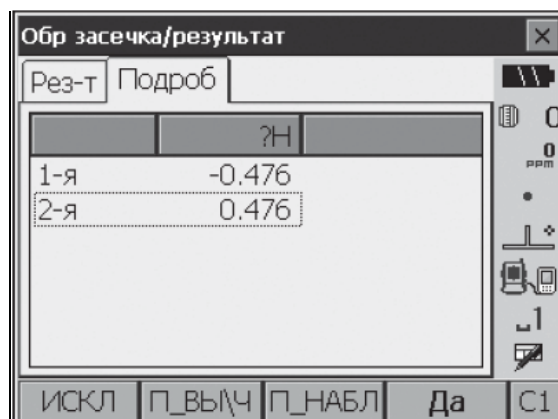 Обр засечка/результат
Рез-т Подроб
?Н
1-я -0.476
2-я 0.476
0
0
PPM
1
ИСКЛ П_ВЫ\Ч П_НАБЛ Да С1